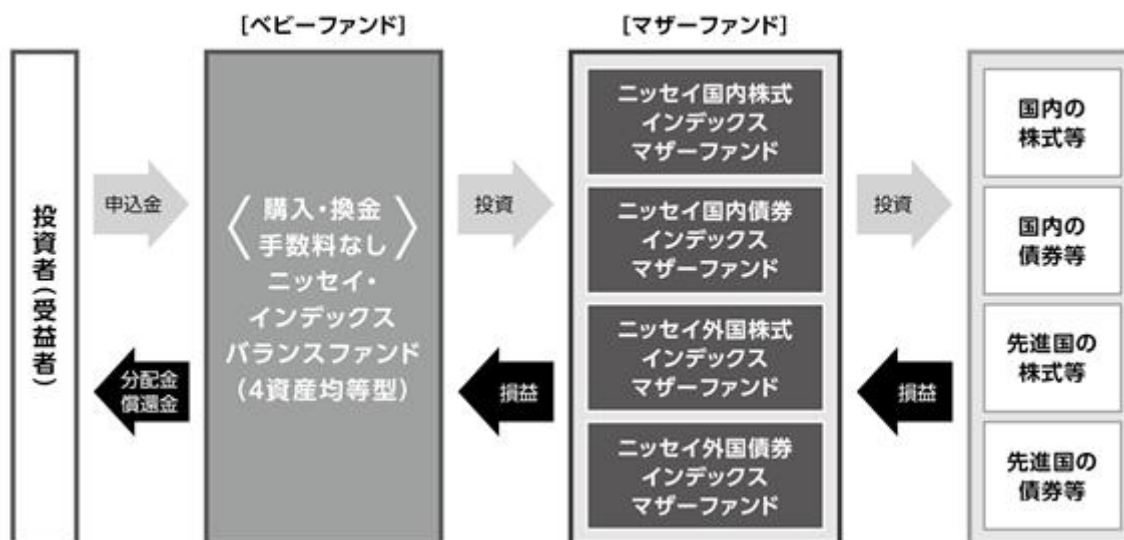 [ベビーファンド]
[マザーファンド]
投資者(受益者)
申込金
分配金
償還金
〈購入・換金
手数料なし〉
ニッセイ・
インデックス
バランスファンド
(4資産均等型)
投資
損益
ニッセイ国内株式
インデックス
マザーファンド
ニッセイ国内債券
インデックス
マザーファンド
ニッセイ外国株式
インデックス
マザーファンド
ニッセイ外国債券
インデックス
マザーファンド
投資
損益
国内の
株式等
国内の
債券等
先進国の
株式等
先進国の
債券等